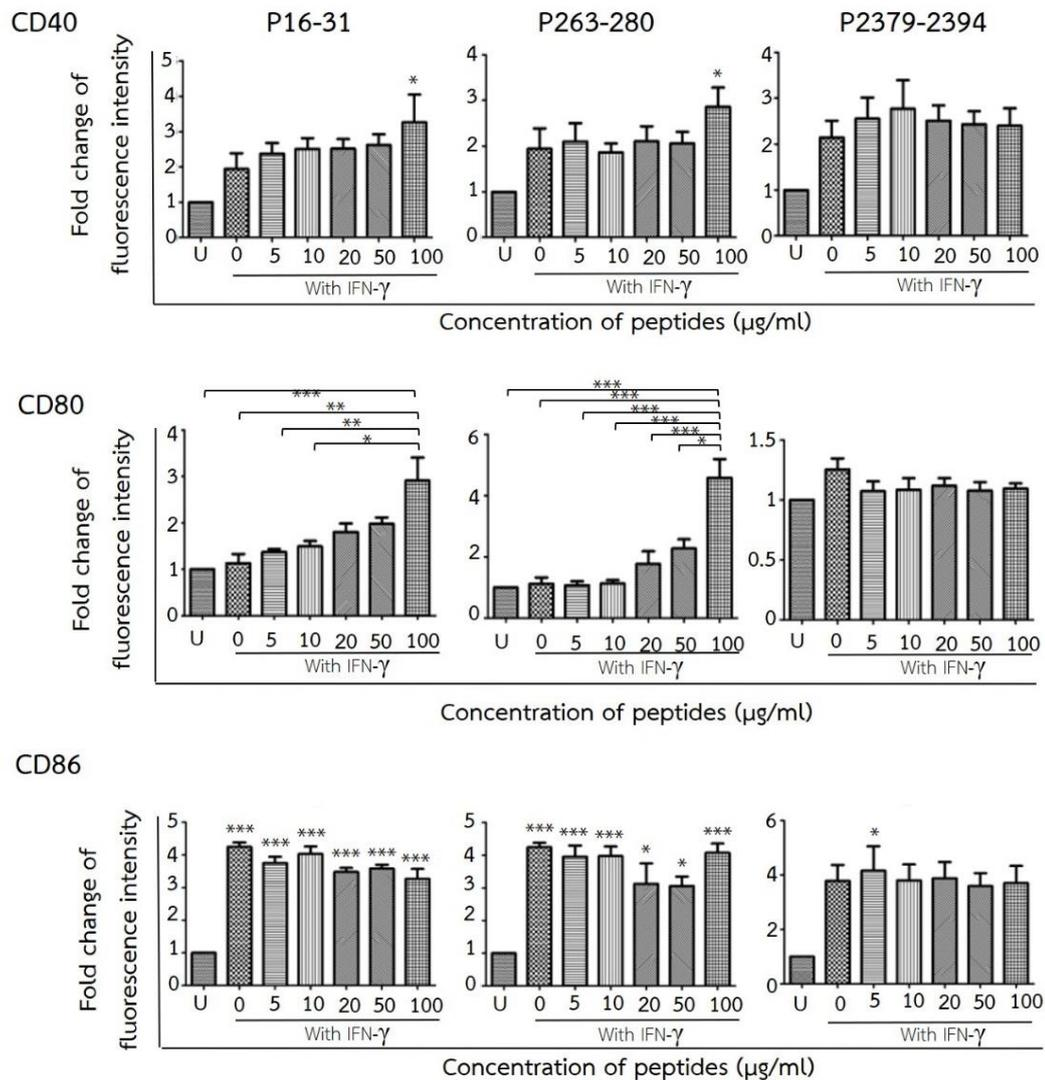 CD40
P16-31
P263-280
P2379-2394
Fold change of
fluorescence intensity
5
4
3
2
1
0
*
U 0 5 10 20 50 100
With IFN-γ
4
3
2
1
0
*
U 0 5 10 20 50 100
With IFN-γ
4
3
2
1
0
U 0 5 10 20 50 100
With IFN-γ
Concentration of peptides (µg/ml)
CD80
Fold change of
fluorescence intensity
***
**
**
*
4
3
2
1
0
U 0 5 10 20 50 100
With IFN-γ
***
***
***
***
***
*
6
4
2
0
U 0 5 10 20 50 100
With IFN-γ
1.5
1
0.5
0
U 0 5 10 20 50 100
With IFN-γ
Concentration of peptides (µg/ml)
CD86
Fold change of
fluorescence intensity
5
4
3
2
1
0
*** *** *** *** *** ***
U 0 5 10 20 50 100
With IFN-γ
5
4
3
2
1
0
*** *** *** * * ***
U 0 5 10 20 50 100
With IFN-γ
6
4
2
0
*
U 0 5 10 20 50 100
With IFN-γ
Concentration of peptides (µg/ml)